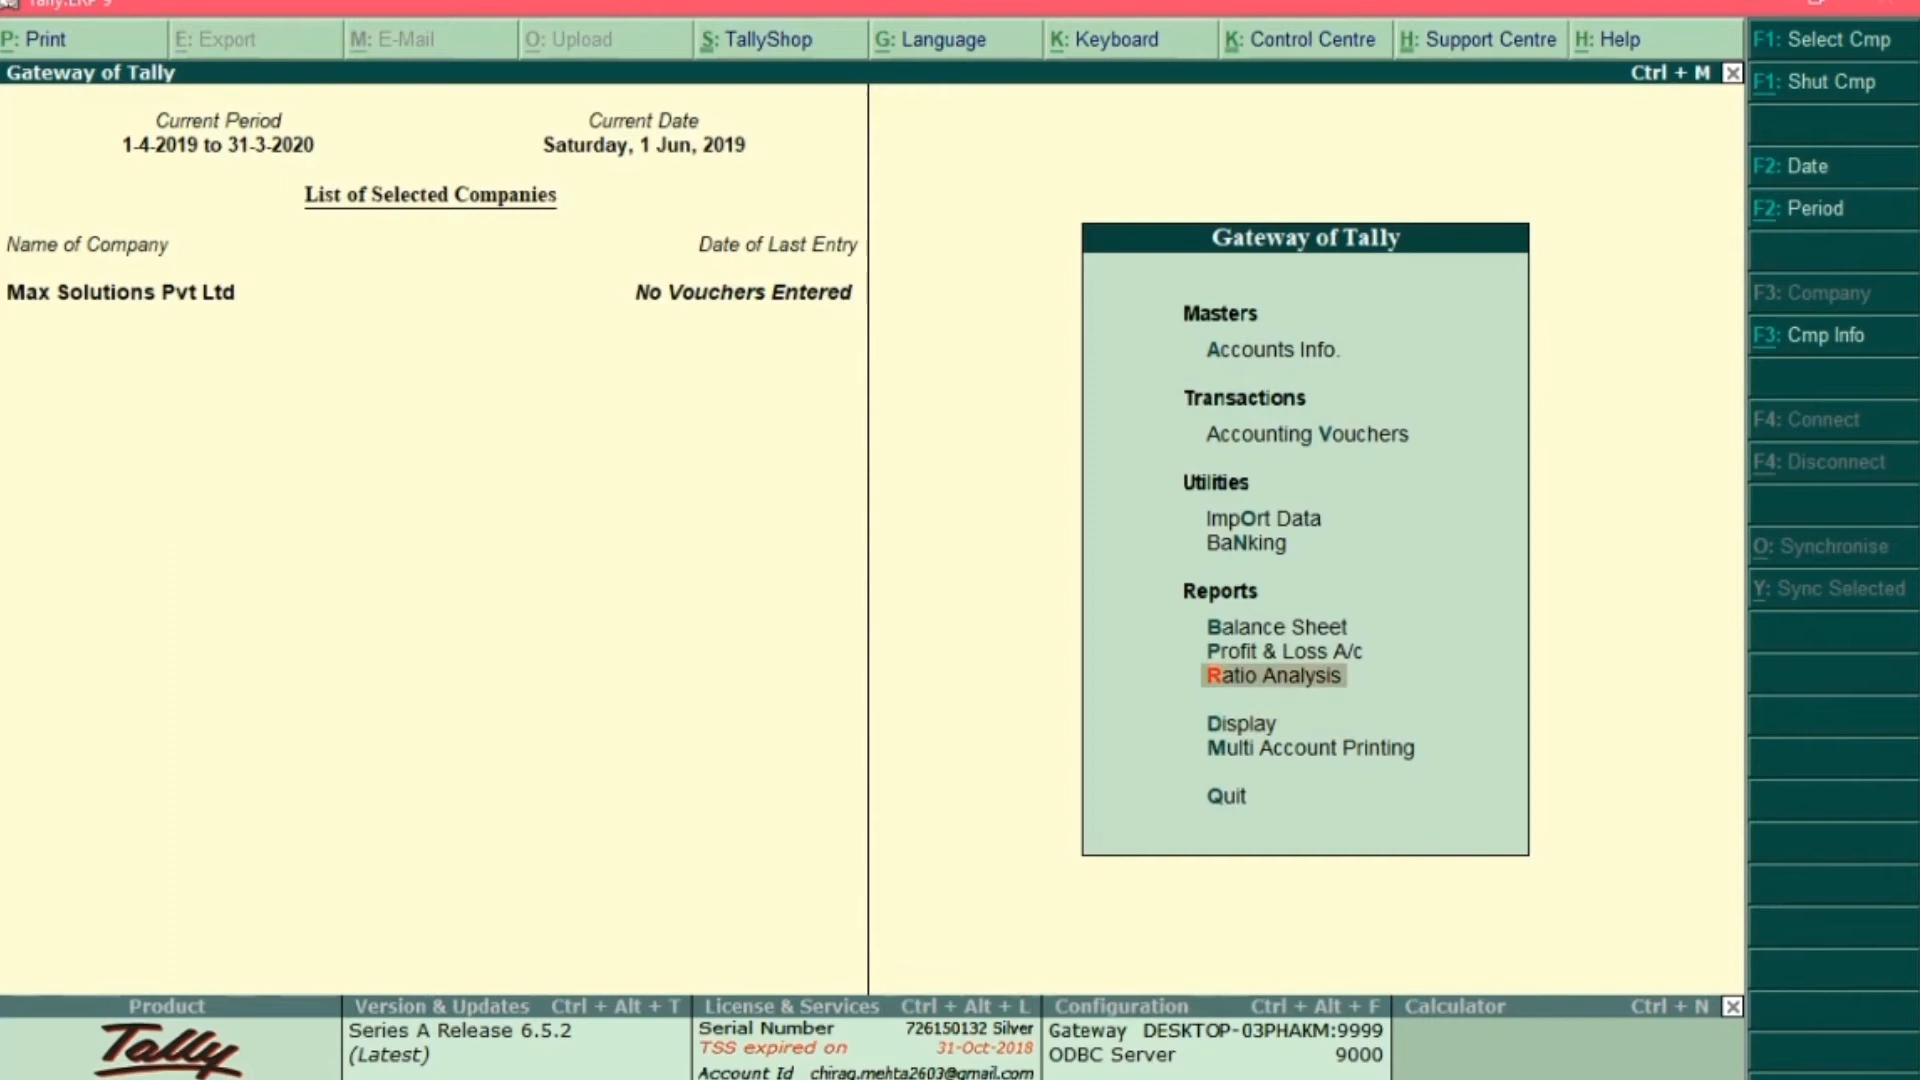 Tally.ERP 9
P: Print E: Export M: E-Mail O: Upload S: TallyShop G: Language K: Keyboard K: Control Centre H: Support Centre H: Help
Gateway of Tally Ctrl + M
Current Period Current Date
1-4-2019 to 31-3-2020 Saturday, 1 Jun, 2019
List of Selected Companies
Name of Company Date of Last Entry
Max Solutions Pvt Ltd No Vouchers Entered
Gateway of Tally
Masters
Accounts Info.
Transactions
Accounting Vouchers
Utilities
ImpOrt Data
BaNking
Reports
Balance Sheet
Profit & Loss A/c
Ratio Analysis
Display
Multi Account Printing
Quit
F1: Select Cmp
F1: Shut Cmp
F2: Date
F2: Period
F3: Company
F3: Cmp Info
F4: Connect
F4: Disconnect
O: Synchronise
Y: Sync Selected
Product
Tally
Version & Updates Ctrl + Alt + T
Series A Release 6.5.2
(Latest)
License & Services Ctrl + Alt + L
Serial Number 726150132 Silver
TSS expired on 31-Oct-2018
Account Id chirag.mehta2603@gmail.com
Configuration Ctrl + Alt + F
Gateway DESKTOP-03PHAKM:9999
ODBC Server 9000
Calculator Ctrl + N